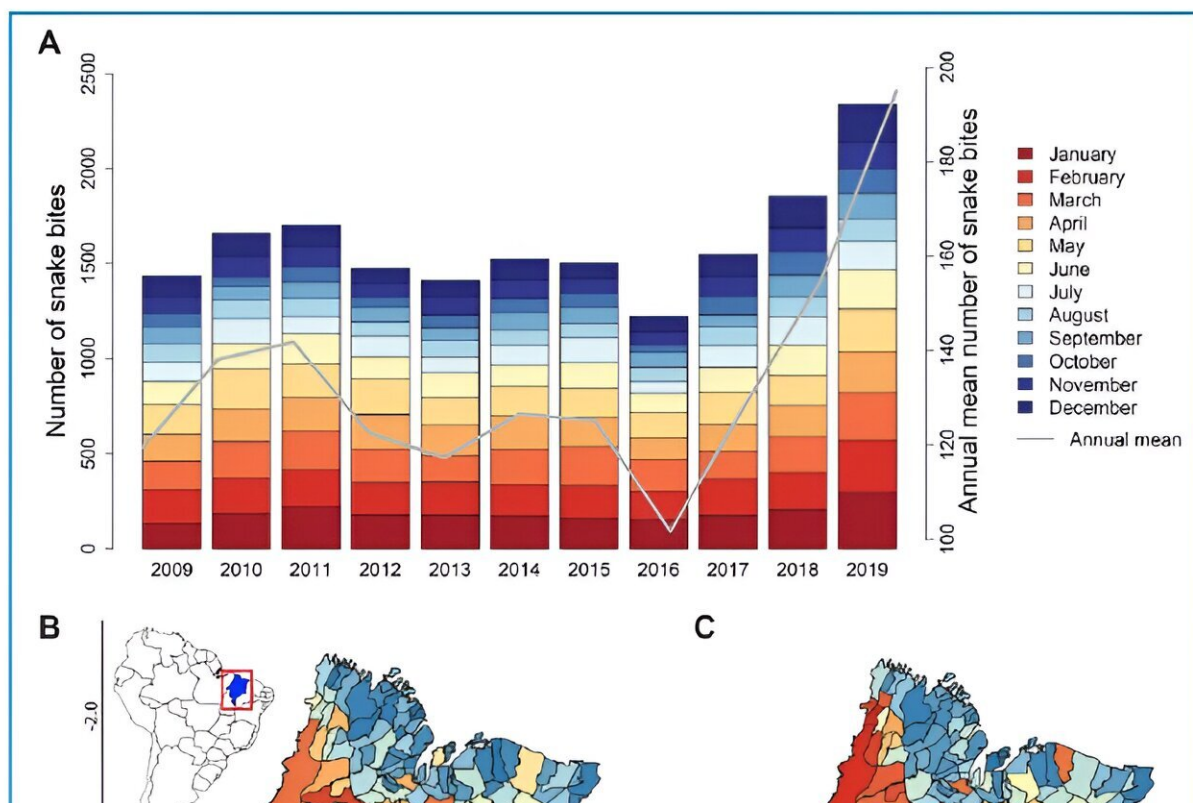 A
Number of snake bites
2500
2000
1500
1000
500
0
2009 2010 2011 2012 2013 2014 2015 2016 2017 2018 2019
200
180
160
140
120
100
Annual mean number of snake bites
January
February
March
April
May
June
July
August
September
October
November
December
Annual mean
B
-2.0
C